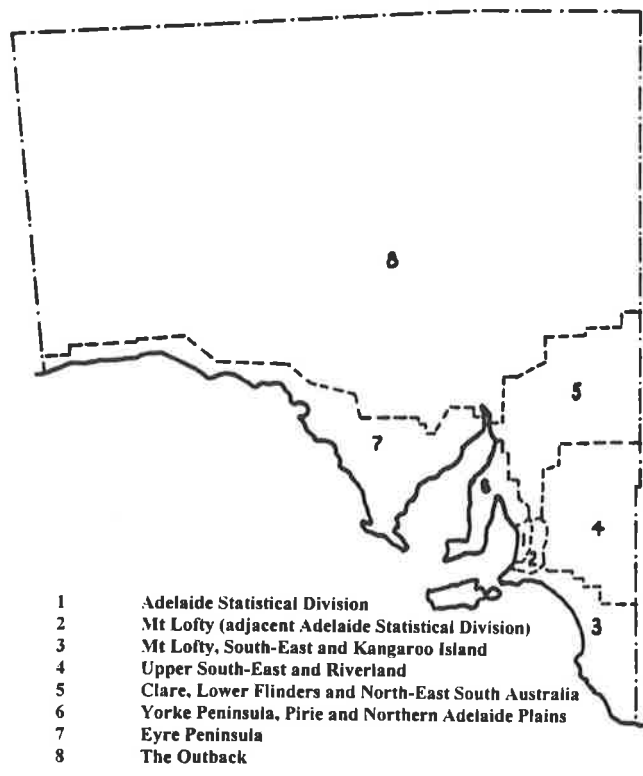 8
5
7
6
4
2
3
1 Adelaide Statistical Division
2 Mt Lofty (adjacent Adelaide Statistical Division)
3 Mt Lofty, South-East and Kangaroo Island
4 Upper South-East and Riverland
5 Clare, Lower Flinders and North-East South Australia
6 Yorke Peninsula, Pirie and Northern Adelaide Plains
7 Eyre Peninsula
8 The Outback